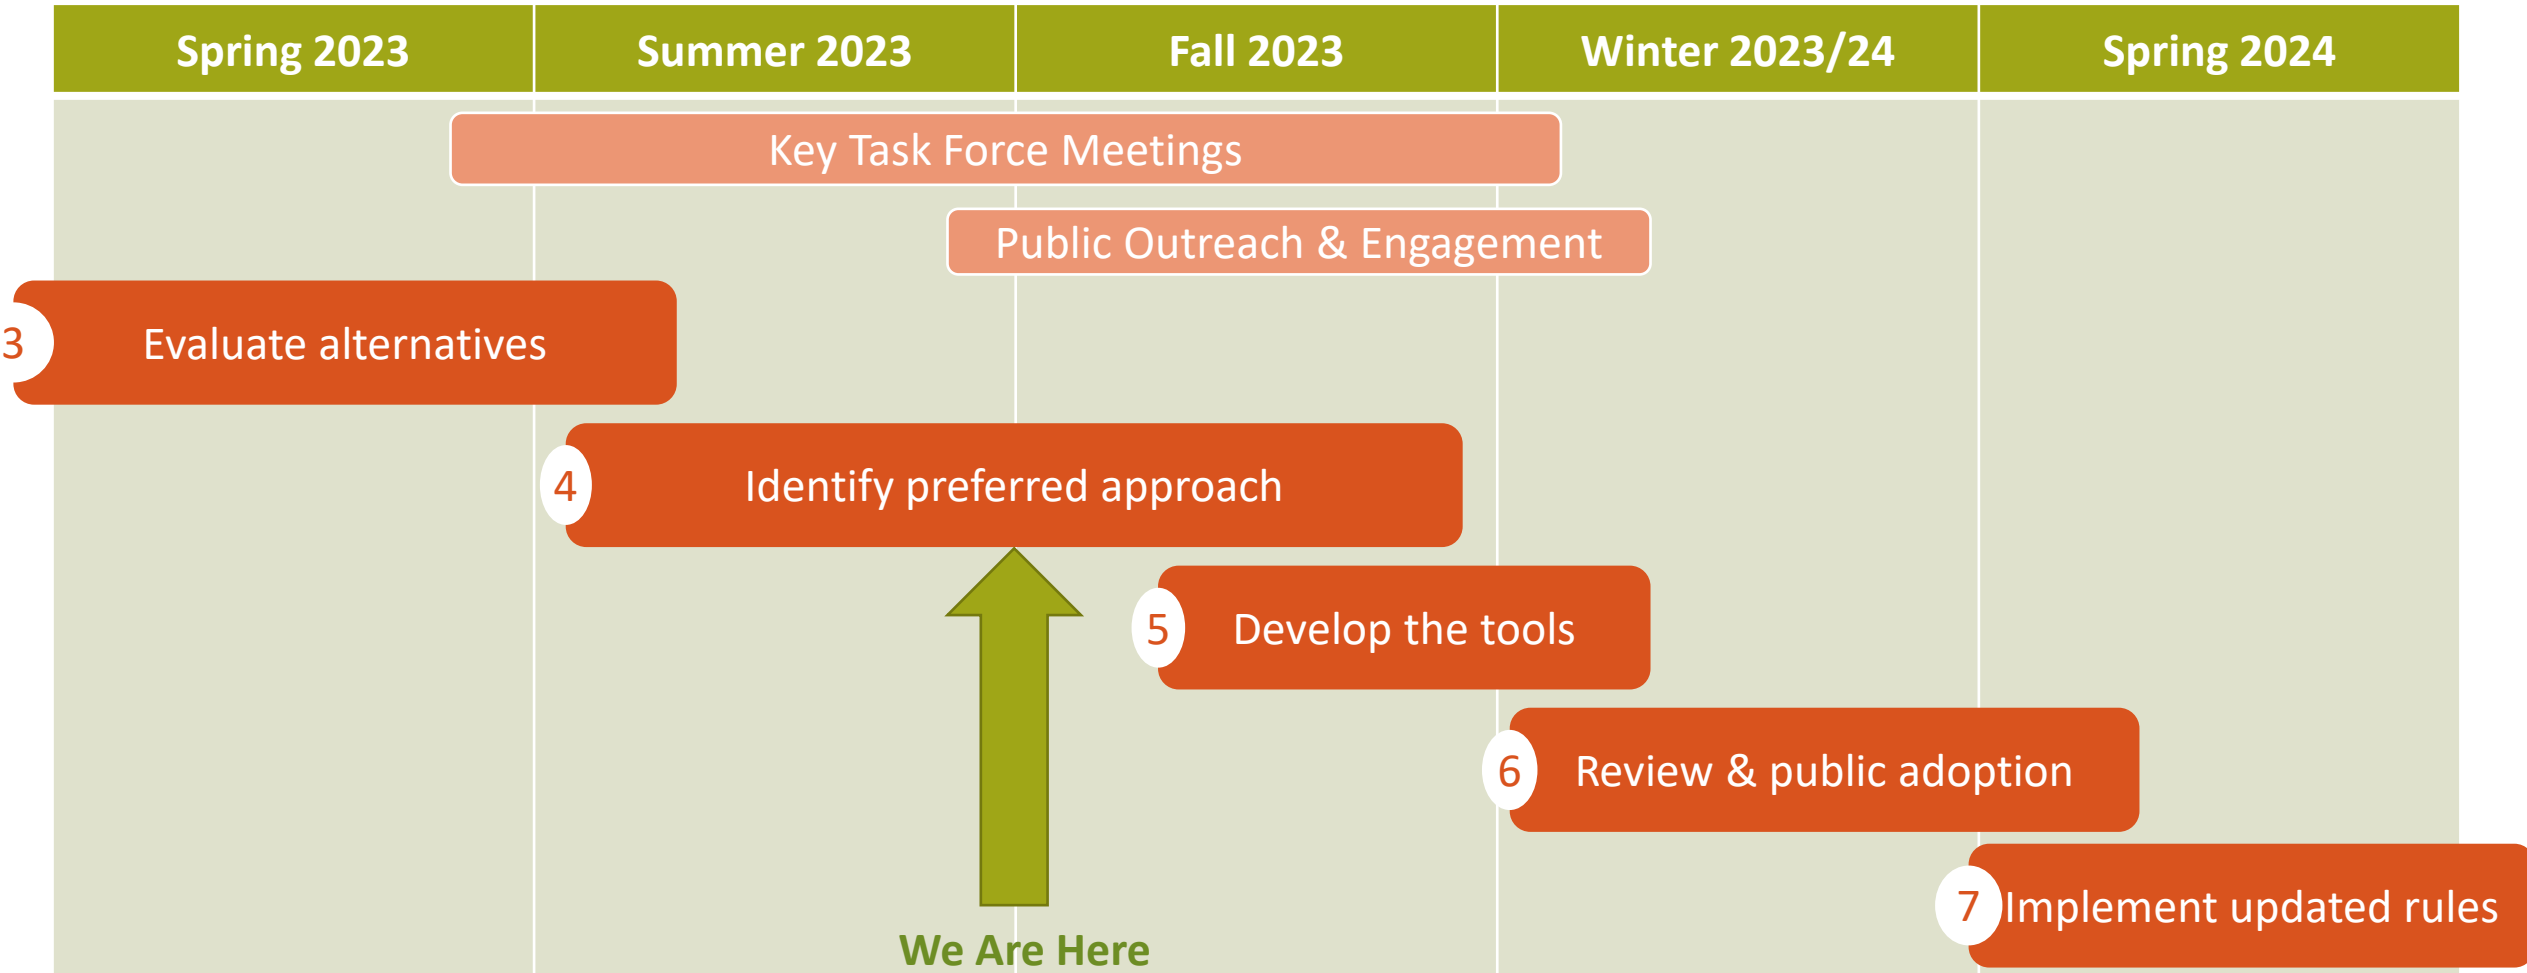 Spring 2023
Summer 2023
Fall 2023
Winter 2023/24
Spring 2024
Key Task Force Meetings
Public Outreach & Engagement
3
Evaluate alternatives
4
Identify preferred approach
5
Develop the tools
6
Review & public adoption
7
Implement updated rules
We Are Here